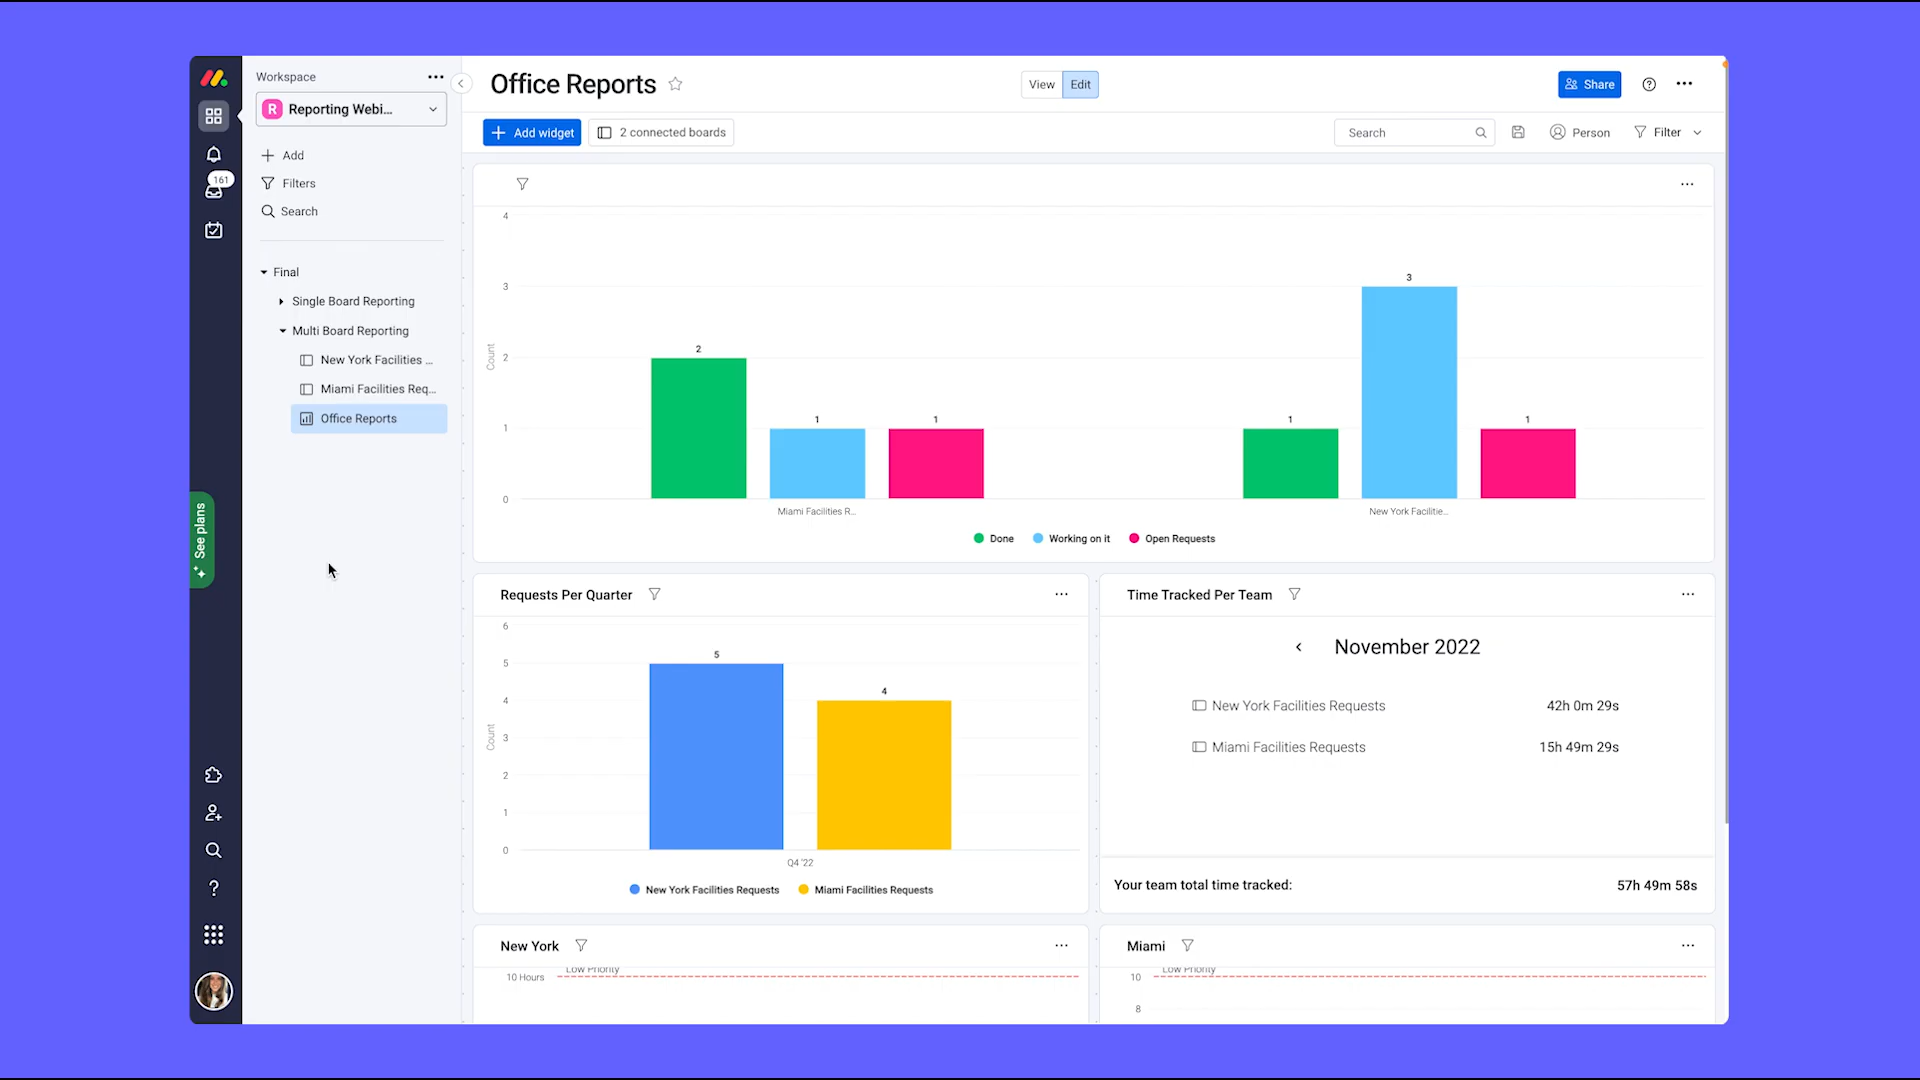 Workspace
R Reporting Webi...
Add
Filters
Search
161
Final
Single Board Reporting
Multi Board Reporting
New York Facilities ...
Miami Facilities Req...
Office Reports
See plans
Office Reports
View Edit
Share
Add widget
2 connected boards
Search
Person
Filter
4
3
2
1
0
Count
2
1
1
1
3
1
Miami Facilities R...
New York Facilitie...
Done
Working on it
Open Requests
Requests Per Quarter
6
5
4
3
2
1
0
Count
5
4
Q4 '22
New York Facilities Requests
Miami Facilities Requests
Time Tracked Per Team
November 2022
New York Facilities Requests 42h 0m 29s
Miami Facilities Requests 15h 49m 29s
Your team total time tracked: 57h 49m 58s
New York
10 Hours
Low Priority
Miami
10
Low Priority
8